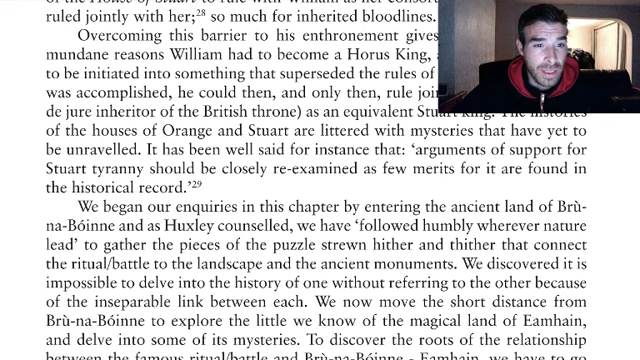 of the House of Stuart to rule with William as her consort
ruled jointly with her;28 so much for inherited bloodlines.
Overcoming this barrier to his enthronement gives
mundane reasons William had to become a Horus King,
to be initiated into something that superseded the rules of
was accomplished, he could then, and only then, rule join
de jure inheritor of the British throne) as an equivalent Stuart king. The histories
of the houses of Orange and Stuart are littered with mysteries that have yet to
be unravelled. It has been well said for instance that: ‘arguments of support for
Stuart tyranny should be closely re-examined as few merits for it are found in
the historical record.’29
We began our enquiries in this chapter by entering the ancient land of Brù-
na-Bóinne and as Huxley counselled, we have ‘followed humbly wherever nature
lead’ to gather the pieces of the puzzle strewn hither and thither that connect
the ritual/battle to the landscape and the ancient monuments. We discovered it is
impossible to delve into the history of one without referring to the other because
of the inseparable link between each. We now move the short distance from
Brù-na-Bóinne to explore the little we know of the magical land of Eamhain,
and delve into some of its mysteries. To discover the roots of the relationship
between the famous ritual/battle and Brù-na-Bóinne - Eamhain, we have to go